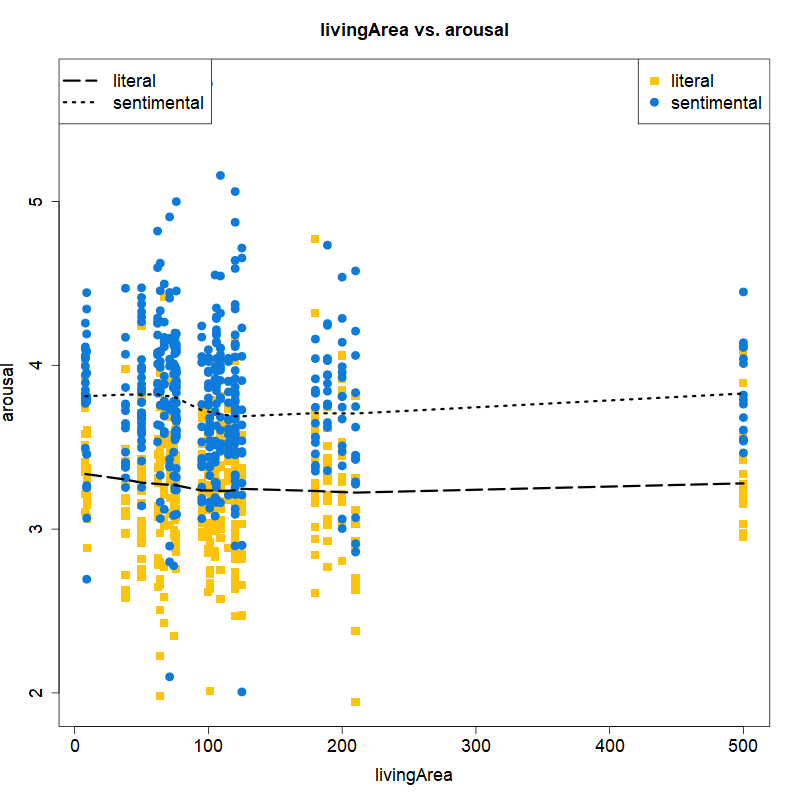 livingArea vs. arousal
literal
sentimental
literal
sentimental
5
4
3
2
arousal
0 100 200 300 400 500
livingArea